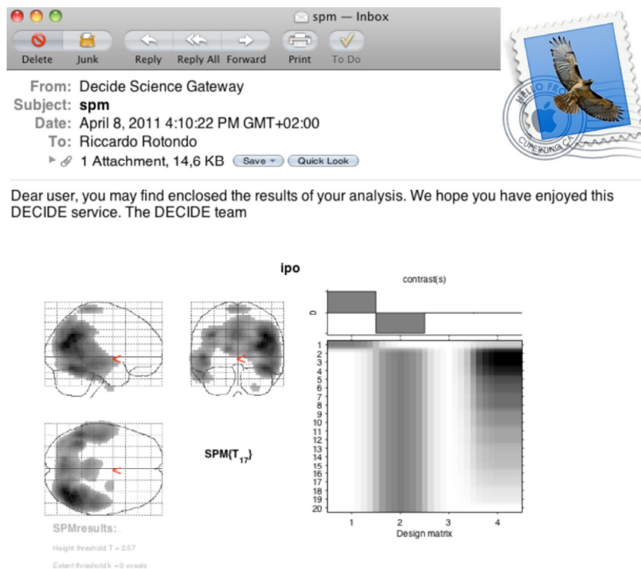 spm — Inbox
Delete Junk Reply Reply All Forward Print To Do
From: Decide Science Gateway
Subject: spm
Date: April 8, 2011 4:10:22 PM GMT+02:00
To: Riccardo Rotondo
1 Attachment, 14,6 KB Save Quick Look
HELLO FROM
CUPERTINO, CA
Dear user, you may find enclosed the results of your analysis. We hope you have enjoyed this
DECIDE service. The DECIDE team
ipo
contrast(s)
<
<
<
SPM{T17}
1
2
3
4
5
6
7
8
9
10
11
12
13
14
15
16
17
18
19
20
1 2 3 4
Design matrix
SPMresults:
Height threshold T = 2.57
Extent threshold k = 0 voxels